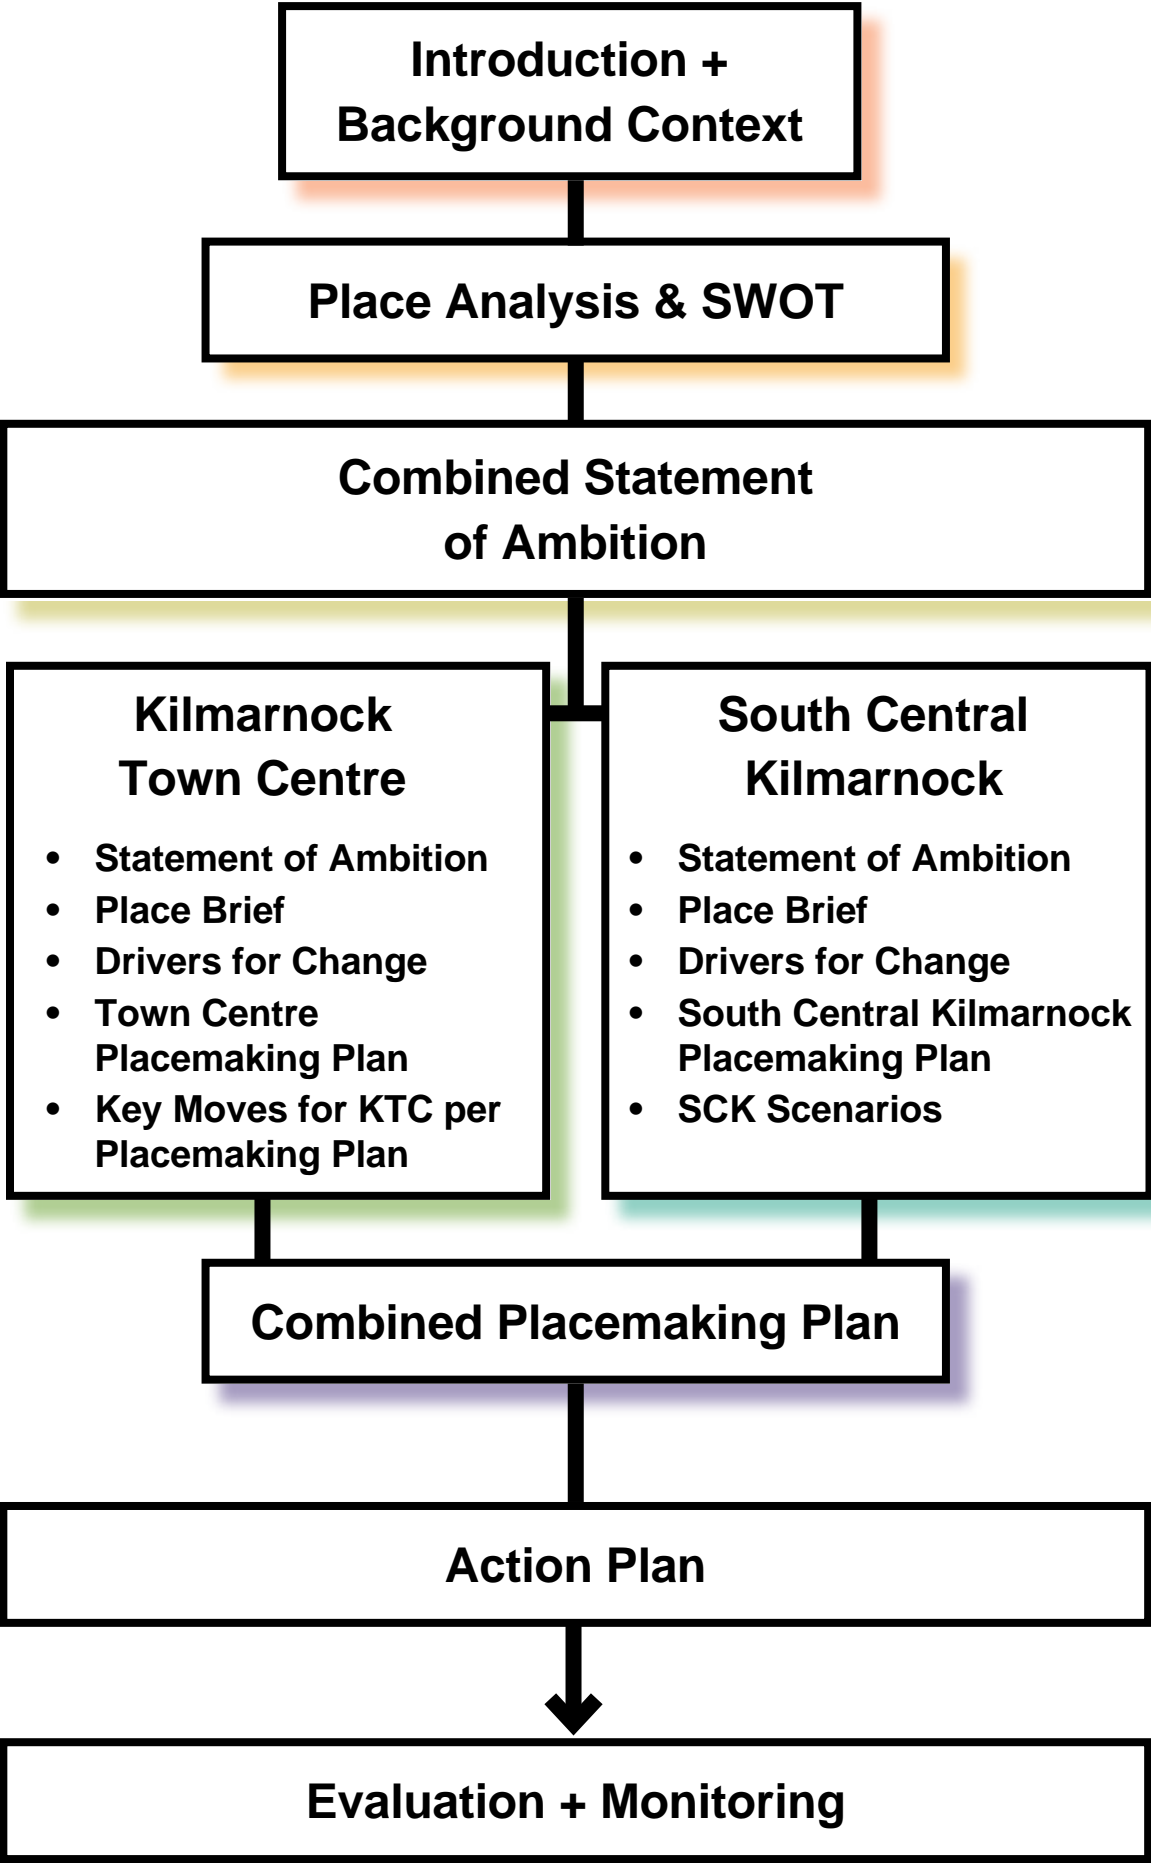 Introduction +
Background Context
Place Analysis & SWOT
Combined Statement
of Ambition
Kilmarnock
Town Centre
• Statement of Ambition
• Place Brief
• Drivers for Change
• Town Centre
Placemaking Plan
• Key Moves for KTC per
Placemaking Plan
South Central
Kilmarnock
• Statement of Ambition
• Place Brief
• Drivers for Change
• South Central Kilmarnock
Placemaking Plan
• SCK Scenarios
Combined Placemaking Plan
Action Plan
Evaluation + Monitoring